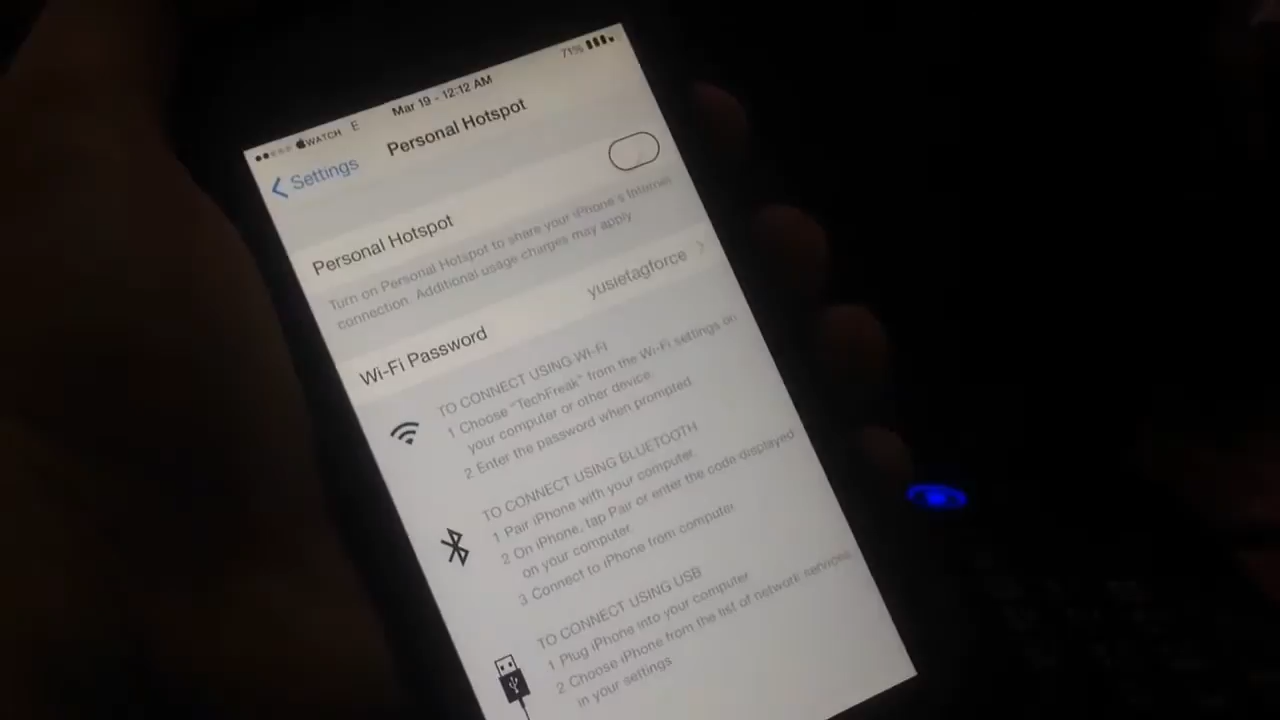 WATCH E Mar 19 - 12:12 AM 71%
Settings Personal Hotspot
Personal Hotspot
Turn on Personal Hotspot to share your iPhone's Internet
connection. Additional usage charges may apply
Wi-Fi Password yusietagforce
TO CONNECT USING WI-FI
1 Choose "TechFreak" from the Wi-Fi settings on
your computer or other device.
2 Enter the password when prompted.
TO CONNECT USING BLUETOOTH
1 Pair iPhone with your computer.
2 On iPhone, tap Pair or enter the code displayed
on your computer.
3 Connect to iPhone from computer
TO CONNECT USING USB
1 Plug iPhone into your computer
2 Choose iPhone from the list of network services
in your settings